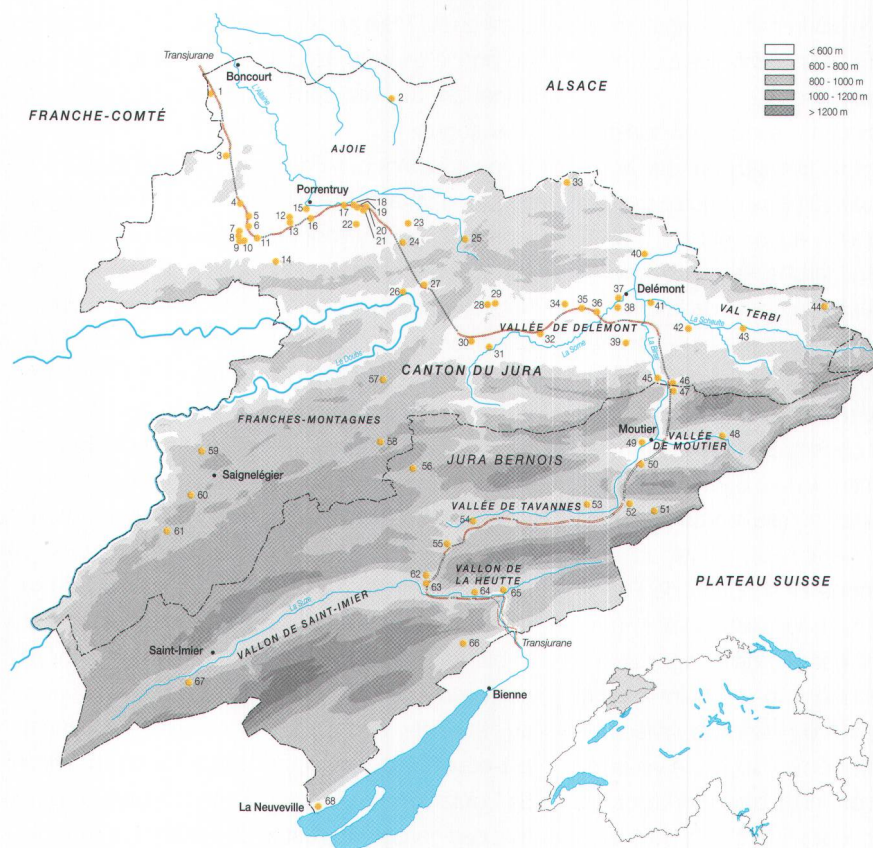 Transjurane
Boncourt
< 600 m
600 - 800 m
800 - 1000 m
1000 - 1200 m
> 1200 m
ALSACE
FRANCHE-COMTÉ
1
2
L'Allaine
AJOIE
3
33
Porrentruy
4
5
6
7
8
9
10
11
12
13
14
15
16
17
18
19
20
21
22
23
24
25
26
27
28
29
30
31
32
34
35
36
37
38
39
40
41
42
43
44
Delémont
VAL TERBI
La Scheulte
VALLÉE DE DELÉMONT
La Sorne
La Birse
Le Doubs
CANTON DU JURA
45
46
47
57
FRANCHES-MONTAGNES
58
59
Saignelégier
60
61
56
JURA BERNOIS
Moutier
VALLÉE
DE MOUTIER
48
49
50
51
52
53
VALLÉE DE TAVANNES
54
55
VALLON DE
LA HEUTTE
62
63
64
65
PLATEAU SUISSE
La Suze
VALLON DE SAINT-IMIER
Saint-Imier
66
Transjurane
67
Bienne
La Neuveville
68